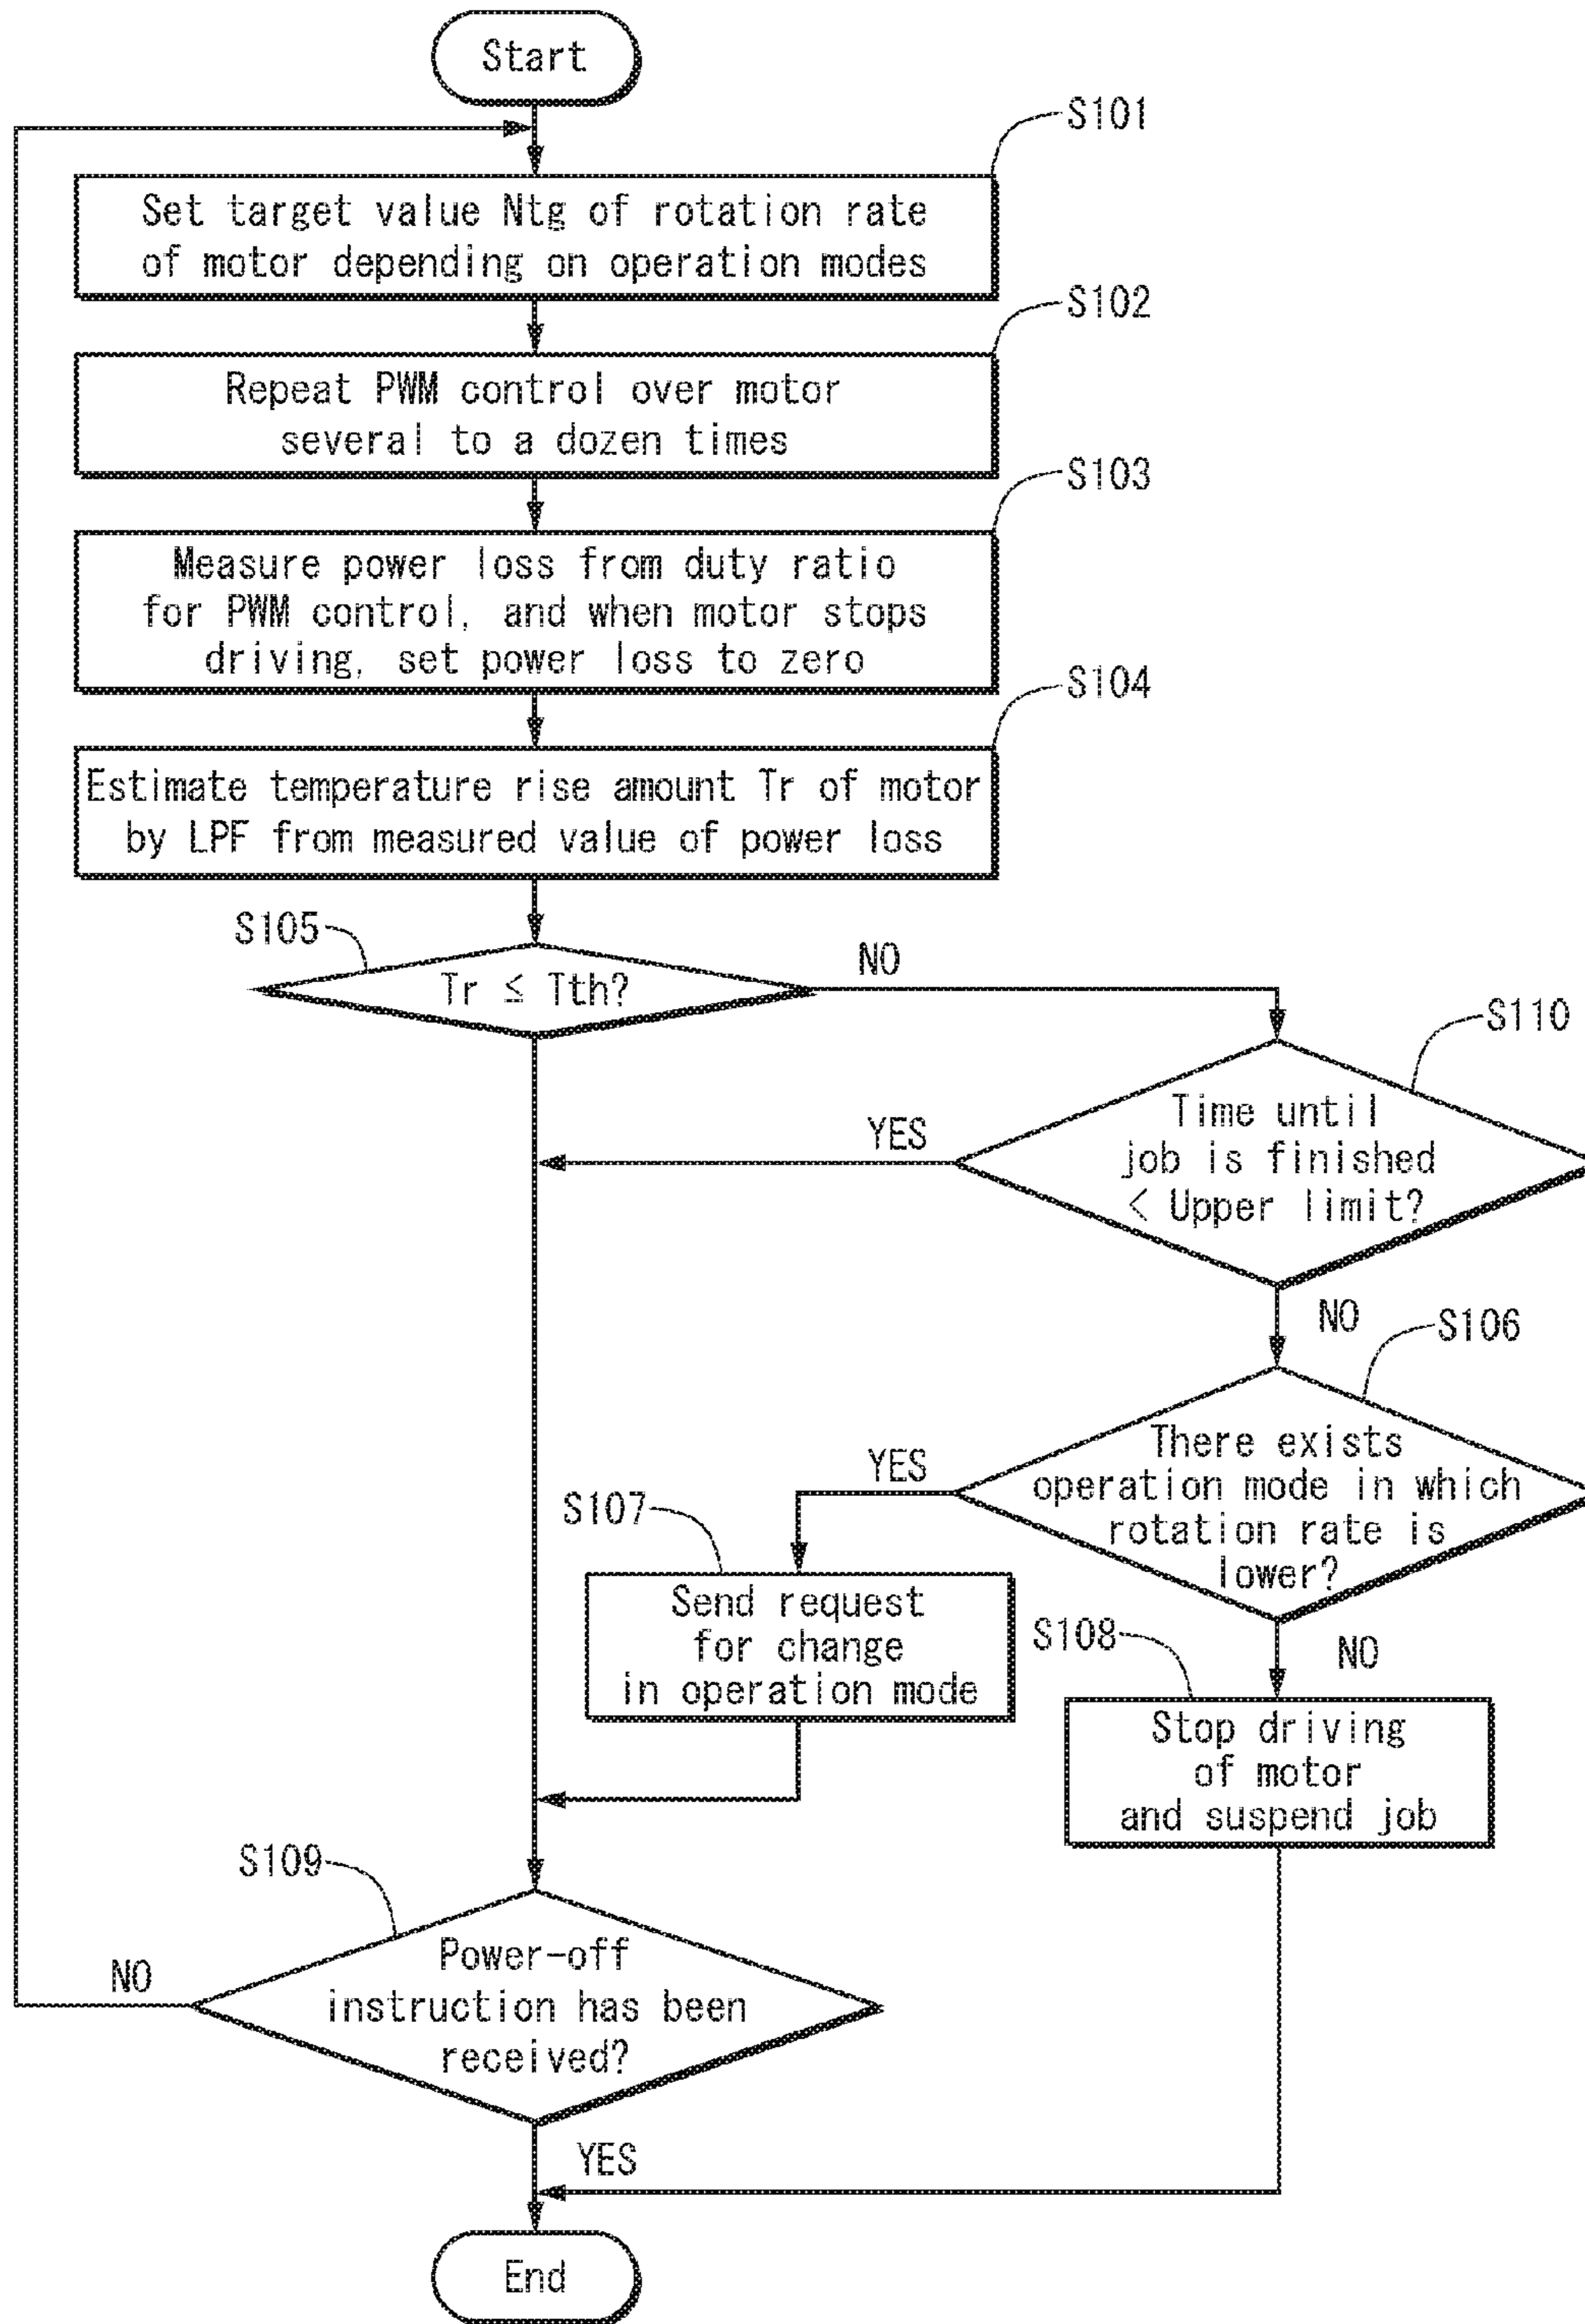 Start
S101
Set target value Ntg of rotation rate
of motor depending on operation modes
S102
Repeat PWM control over motor
several to a dozen times
S103
Measure power loss from duty ratio
for PWM control, and when motor stops
driving, set power loss to zero
S104
Estimate temperature rise amount Tr of motor
by LPF from measured value of power loss
S105
Tr ≤ Tth?
NO
S110
Time until
job is finished
< Upper limit?
YES
NO
S106
There exists
operation mode in which
rotation rate is
lower?
YES
S107
Send request
for change
in operation mode
NO
S108
Stop driving
of motor
and suspend job
S109
Power-off
instruction has been
received?
NO
YES
End